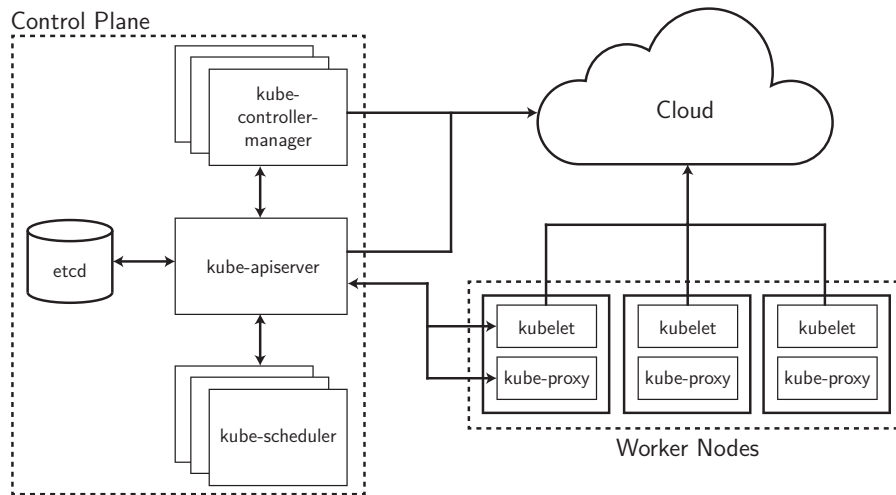 Control Plane
kube-
controller-
manager
Cloud
etcd
kube-apiserver
kubelet
kubelet
kubelet
kube-proxy
kube-proxy
kube-proxy
kube-scheduler
Worker Nodes